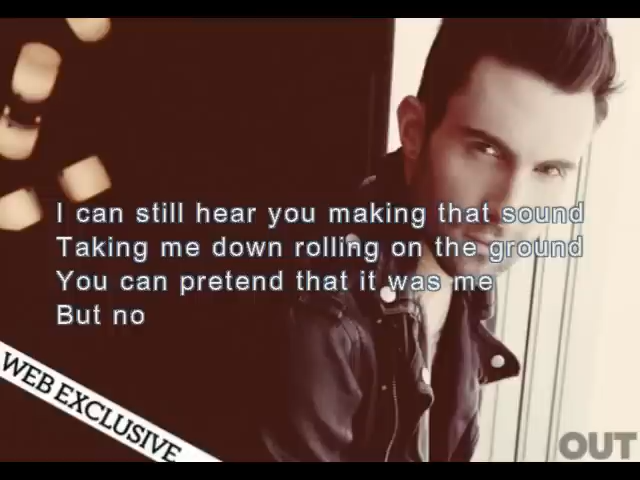 I can still hear you making that sound
Taking me down rolling on the ground
You can pretend that it was me
But no
WEB EXCLUSIVE
OUT